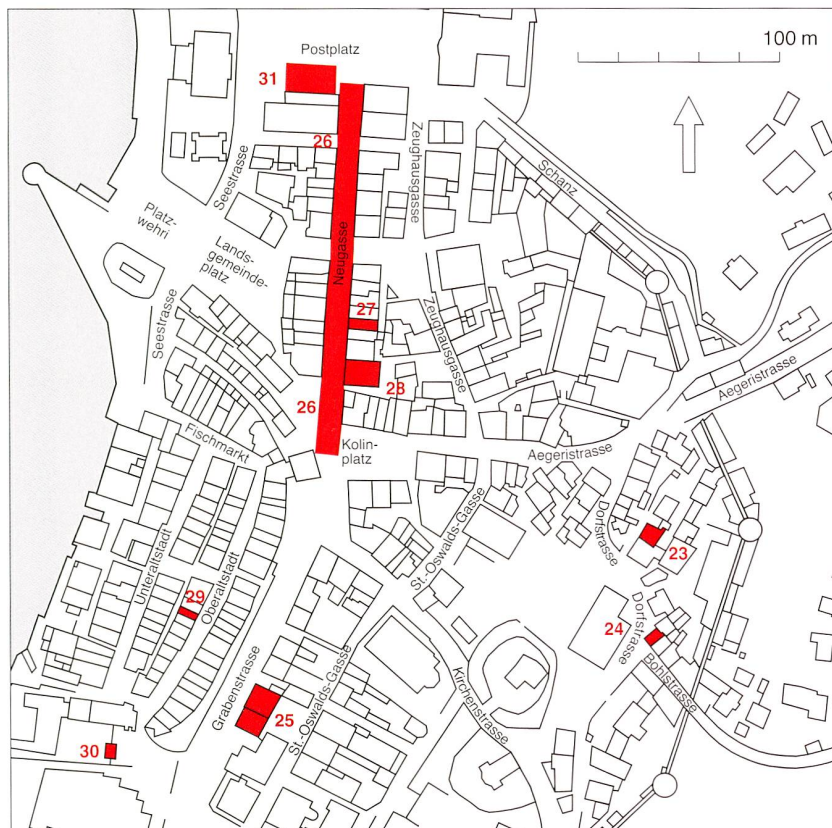 Postplatz
100 m
31
26
Zeughausgasse
Schanz
Seestrasse
Platz-
wehri
Lands-
gemeinde-
platz
Neugasse
27
Zeughausgasse
Seestrasse
28
26
Aegeristrasse
Fischmarkt
Kolin-
platz
Aegeristrasse
St.-Oswalds-Gasse
Dorfstrasse
23
Unteraltstadt
29
Oberaltstadt
24
Dorfstrasse
Bohlstrasse
Grabenstrasse
25
St.-Oswalds-Gasse
Kirchenstrasse
30